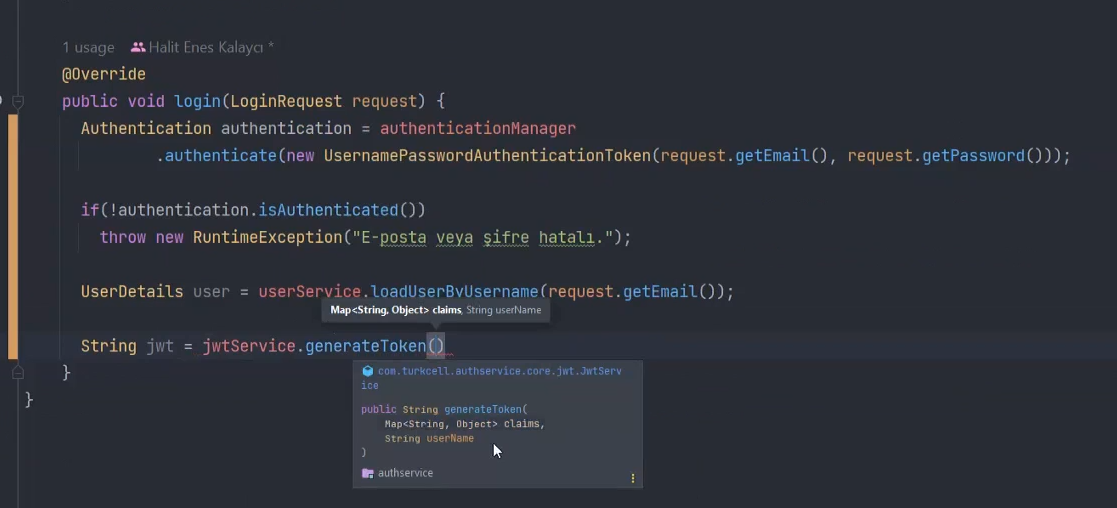 1 usage Halit Enes Kalaycı *
@Override
public void login(LoginRequest request) {
Authentication authentication = authenticationManager
.authenticate(new UsernamePasswordAuthenticationToken(request.getEmail(), request.getPassword()));
if(!authentication.isAuthenticated())
throw new RuntimeException("E-posta veya şifre hatalı.");
UserDetails user = userService.loadUserByUsername(request.getEmail());
Map<String, Object> claims, String userName
String jwt = jwtService.generateToken()
}
}
com.turkcell.authservice.core.jwt.JwtServ
ice
public String generateToken(
Map<String, Object> claims,
String userName
)
authservice